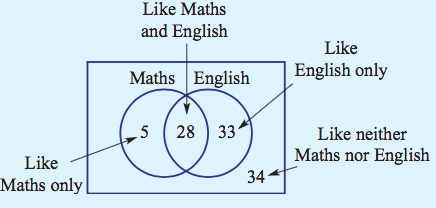 Like Maths
and English
Like
English only
Maths
English
5
28
33
Like neither
Maths nor English
34
Like
Maths only